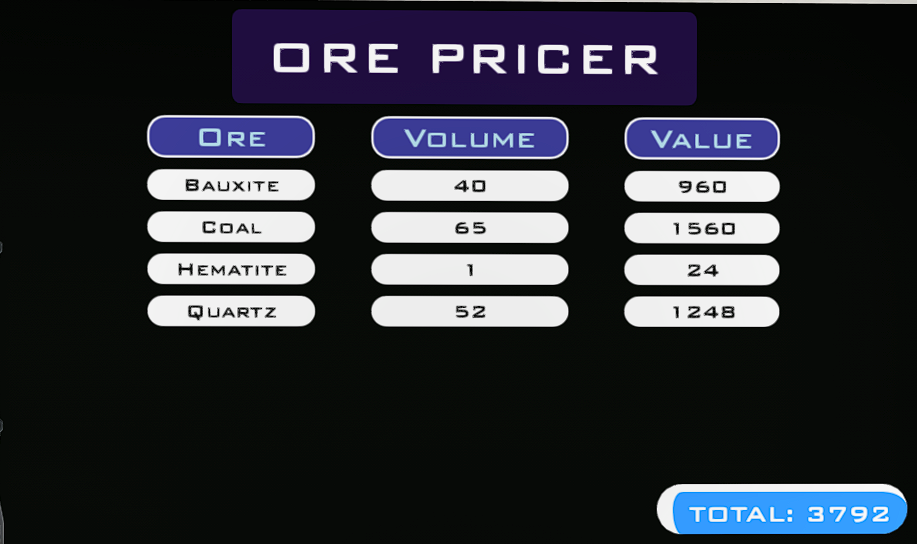 ORE PRICER
ORE VOLUME VALUE
BAUXITE 40 960
COAL 65 1560
HEMATITE 1 24
QUARTZ 52 1248
TOTAL: 3792